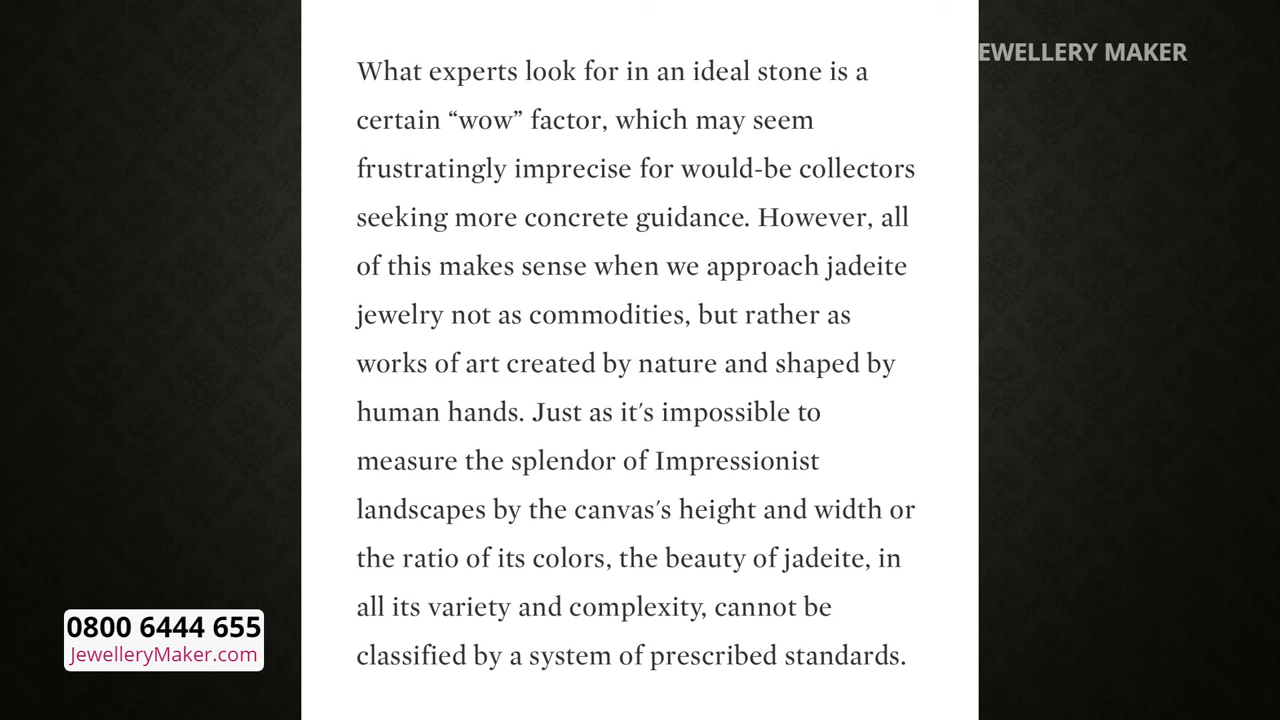 What experts look for in an ideal stone is a
certain “wow” factor, which may seem
frustratingly imprecise for would-be collectors
seeking more concrete guidance. However, all
of this makes sense when we approach jadeite
jewelry not as commodities, but rather as
works of art created by nature and shaped by
human hands. Just as it's impossible to
measure the splendor of Impressionist
landscapes by the canvas's height and width or
the ratio of its colors, the beauty of jadeite, in
all its variety and complexity, cannot be
classified by a system of prescribed standards.
EWELLERY MAKER
0800 6444 655
JewelleryMaker.com